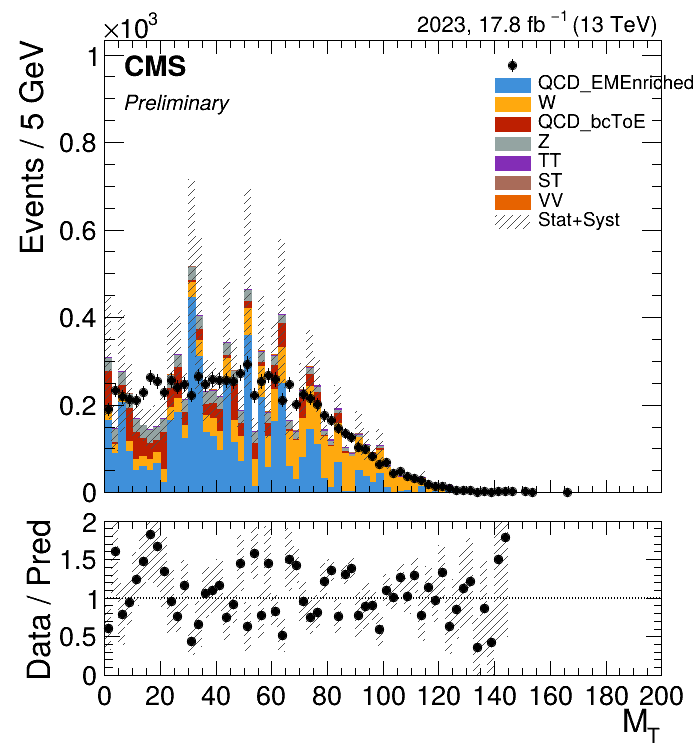 ×10³
2023, 17.8 fb⁻¹ (13 TeV)
CMS
Preliminary
Events / 5 GeV
1
0.8
0.6
0.4
0.2
0
QCD_EMEnriched
W
QCD_bcToE
Z
TT
ST
VV
Stat+Syst
Data / Pred
2
1.5
1
0.5
0
0 20 40 60 80 100 120 140 160 180 200
M_T